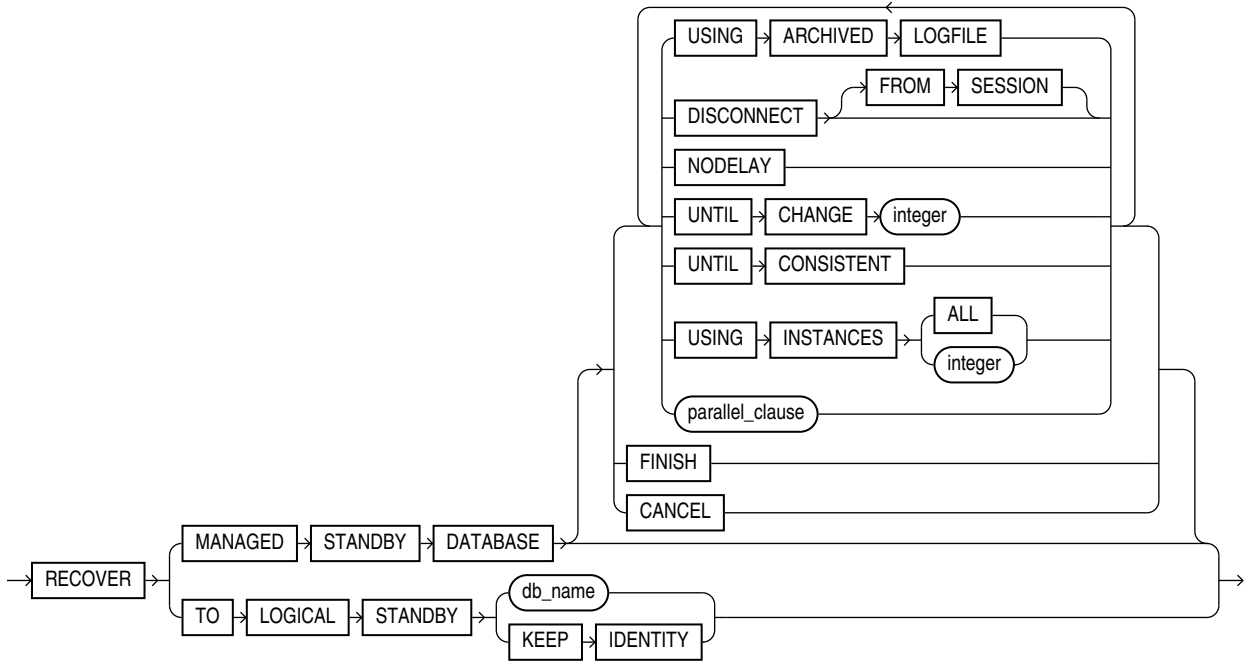 USING ARCHIVED LOGFILE
FROM SESSION
DISCONNECT
NODELAY
UNTIL CHANGE integer
UNTIL CONSISTENT
ALL
USING INSTANCES
integer
parallel_clause
FINISH
CANCEL
MANAGED STANDBY DATABASE
RECOVER
db_name
TO LOGICAL STANDBY
KEEP IDENTITY